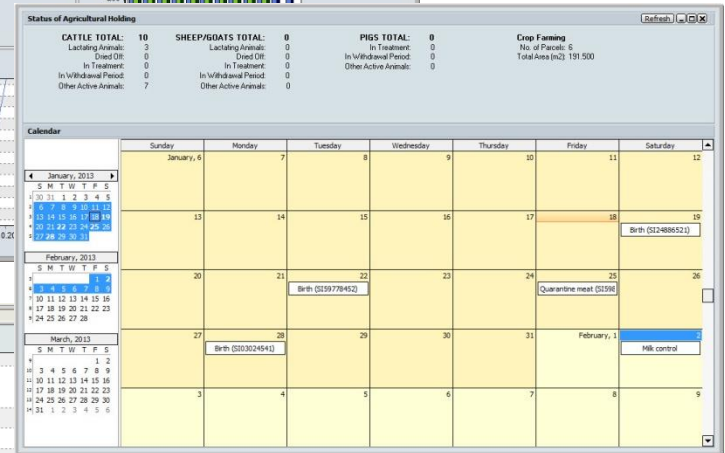 Status of Agricultural Holding
Refresh
CATTLE TOTAL: 10 SHEEP/GOATS TOTAL: 0 PIGS TOTAL: 0 Crop Farming
Lactating Animals: 3 Lactating Animals: 0 In Treatment: 0 No. of Parcels: 6
Dried Off: 0 Dried Off: 0 In Withdrawal Period: 0 Total Area (m2): 191.500
In Treatment: 0 In Treatment: 0 Other Active Animals: 0
In Withdrawal Period: 0 In Withdrawal Period: 0
Other Active Animals: 7 Other Active Animals: 0
Calendar
Sunday Monday Tuesday Wednesday Thursday Friday Saturday
January, 6 7 8 9 10 11 12
13 14 15 16 17 18 19
Birth (SI24886521)
20 21 22 23 24 25 26
Birth (SI59778452) Quarantine meat (SI598
27 28 29 30 31 February, 1 2
Birth (SI03024541) Milk control
3 4 5 6 7 8 9
January, 2013
S M T W T F S
30 31 1 2 3 4 5
6 7 8 9 10 11 12
13 14 15 16 17 18 19
20 21 22 23 24 25 26
27 28 29 30 31
February, 2013
S M T W T F S
1 2
3 4 5 6 7 8 9
10 11 12 13 14 15 16
17 18 19 20 21 22 23
24 25 26 27 28
March, 2013
S M T W T F S
1 2
3 4 5 6 7 8 9
10 11 12 13 14 15 16
17 18 19 20 21 22 23
24 25 26 27 28 29 30
31 1 2 3 4 5 6